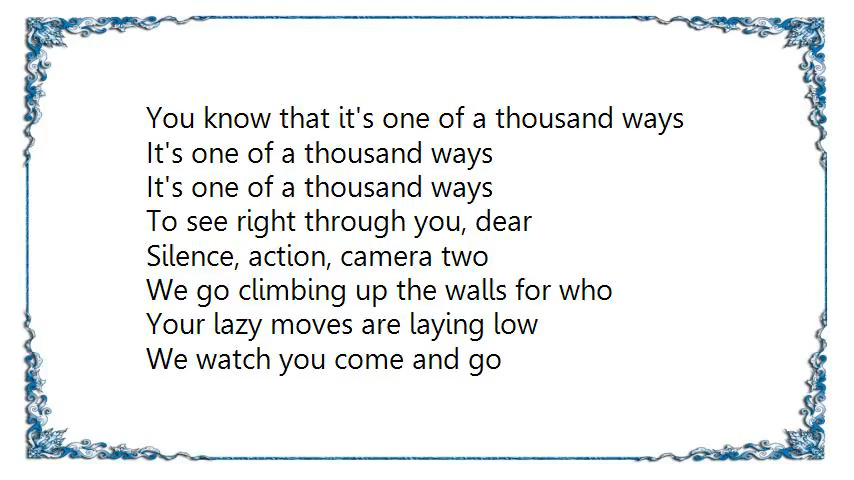 You know that it's one of a thousand ways
It's one of a thousand ways
It's one of a thousand ways
To see right through you, dear
Silence, action, camera two
We go climbing up the walls for who
Your lazy moves are laying low
We watch you come and go